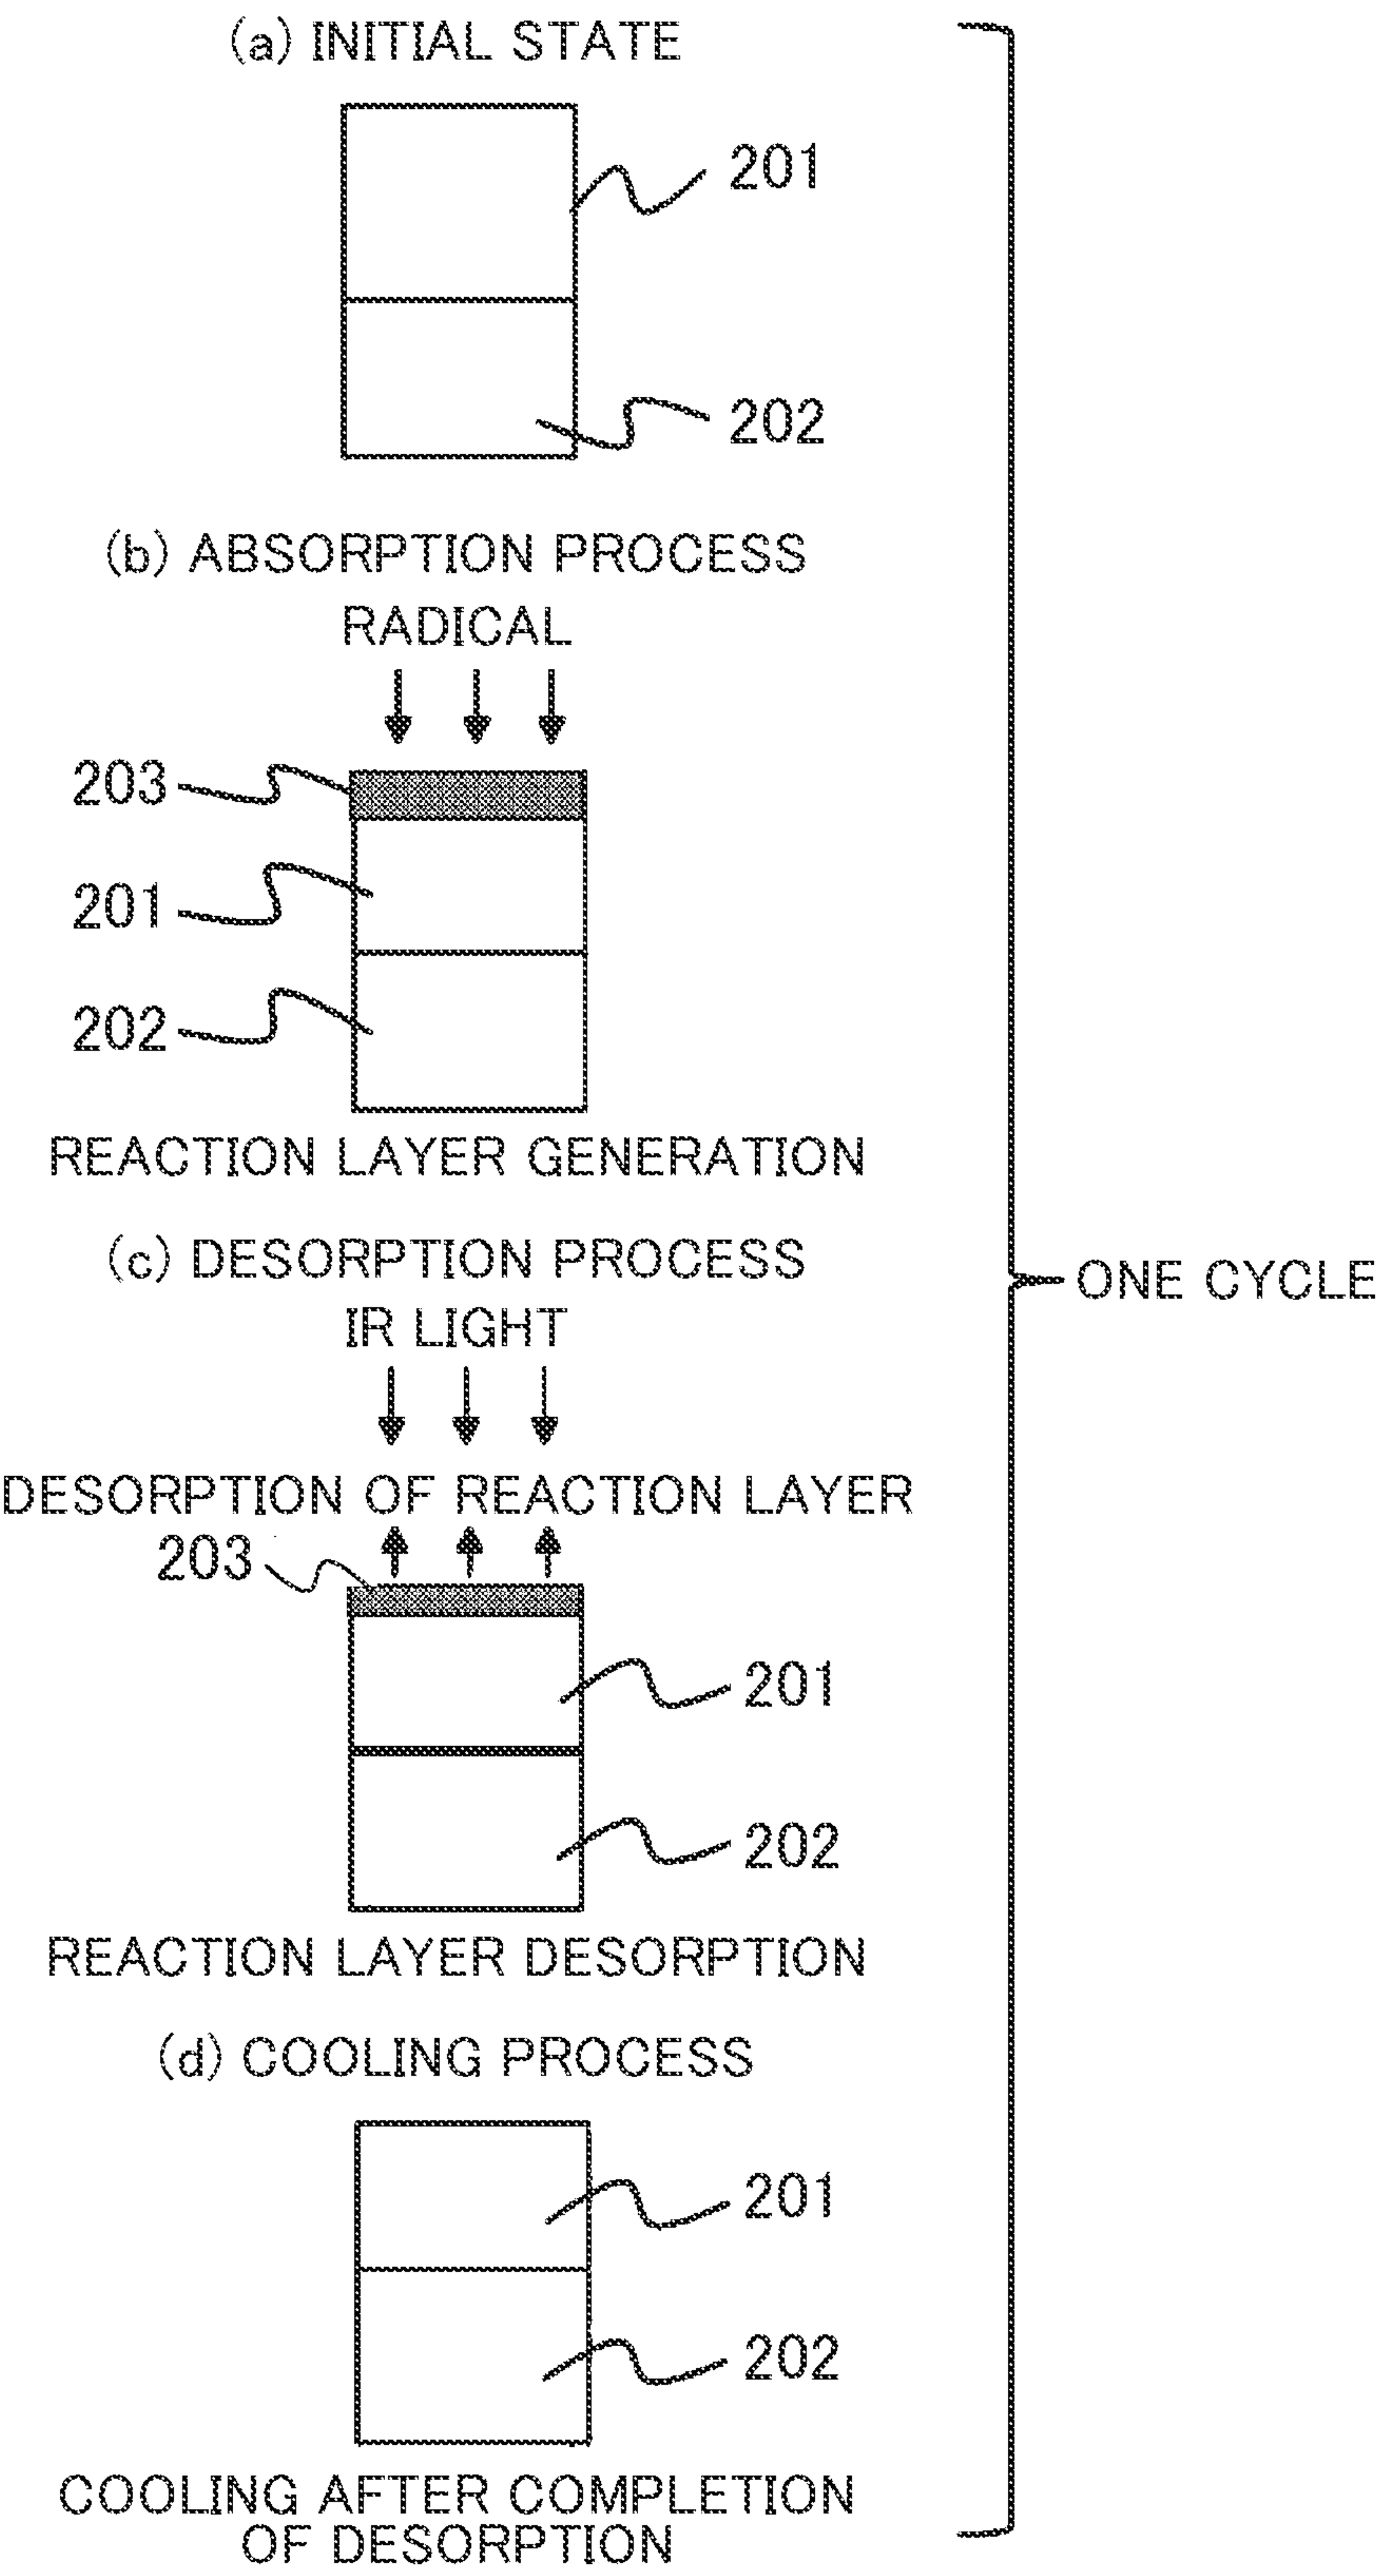 (a) INITIAL STATE
201
202
(b) ABSORPTION PROCESS
RADICAL
203
201
202
REACTION LAYER GENERATION
(c) DESORPTION PROCESS
IR LIGHT
DESORPTION OF REACTION LAYER
203
201
202
REACTION LAYER DESORPTION
(d) COOLING PROCESS
201
202
COOLING AFTER COMPLETION
OF DESORPTION
ONE CYCLE